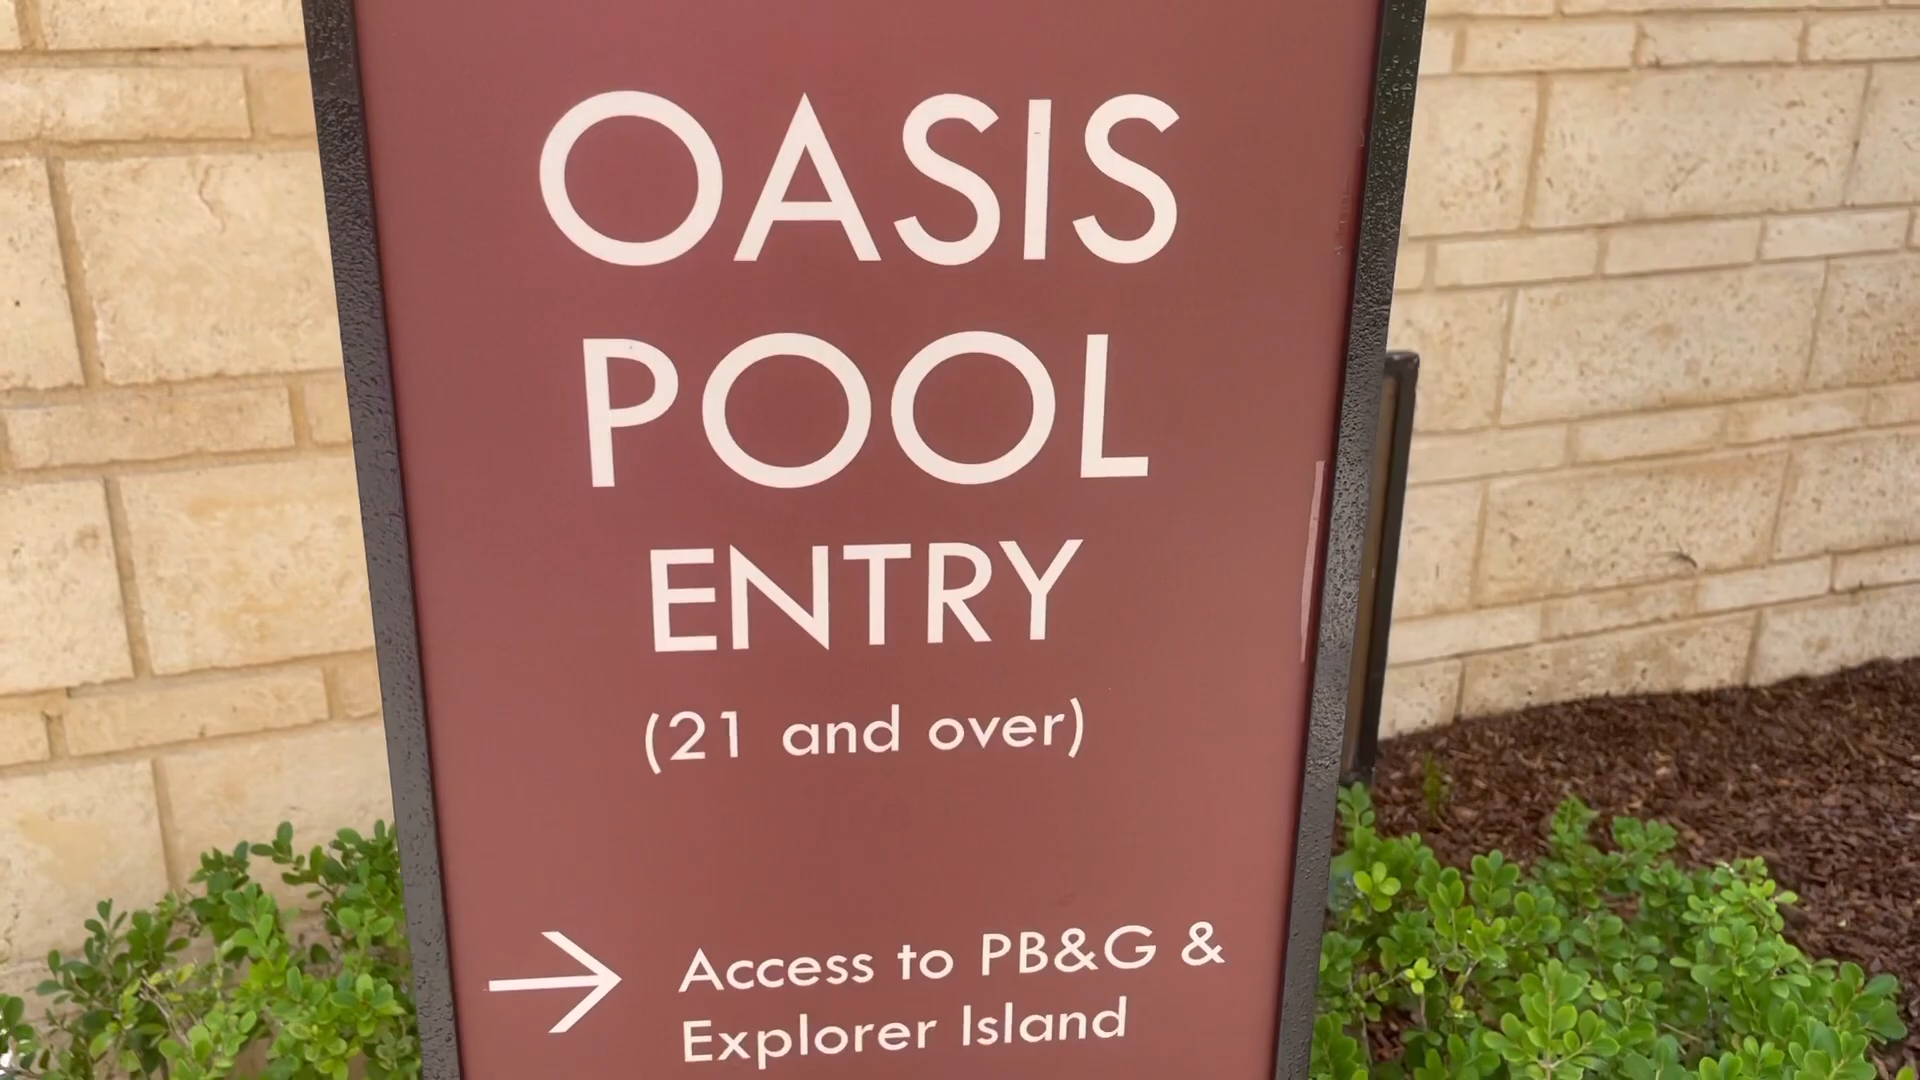 OASIS
POOL
ENTRY
(21 and over)
Access to PB&G &
Explorer Island